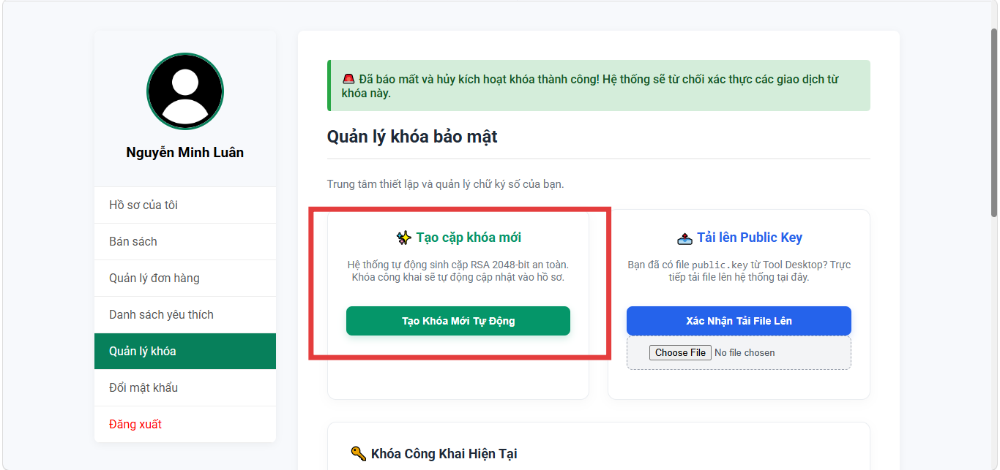 Nguyễn Minh Luân
Hồ sơ của tôi
Bán sách
Quản lý đơn hàng
Danh sách yêu thích
Quản lý khóa
Đổi mật khẩu
Đăng xuất
Đã báo mất và hủy kích hoạt khóa thành công! Hệ thống sẽ từ chối xác thực các giao dịch từ
khóa này.
Quản lý khóa bảo mật
Trung tâm thiết lập và quản lý chữ ký số của bạn.
Tạo cặp khóa mới
Hệ thống tự động sinh cặp RSA 2048-bit an toàn.
Khóa công khai sẽ tự động cập nhật vào hồ sơ.
Tạo Khóa Mới Tự Động
Tải lên Public Key
Bạn đã có file public.key từ Tool Desktop? Trực
tiếp tải file lên hệ thống tại đây.
Xác Nhận Tải File Lên
Choose File No file chosen
Khóa Công Khai Hiện Tại